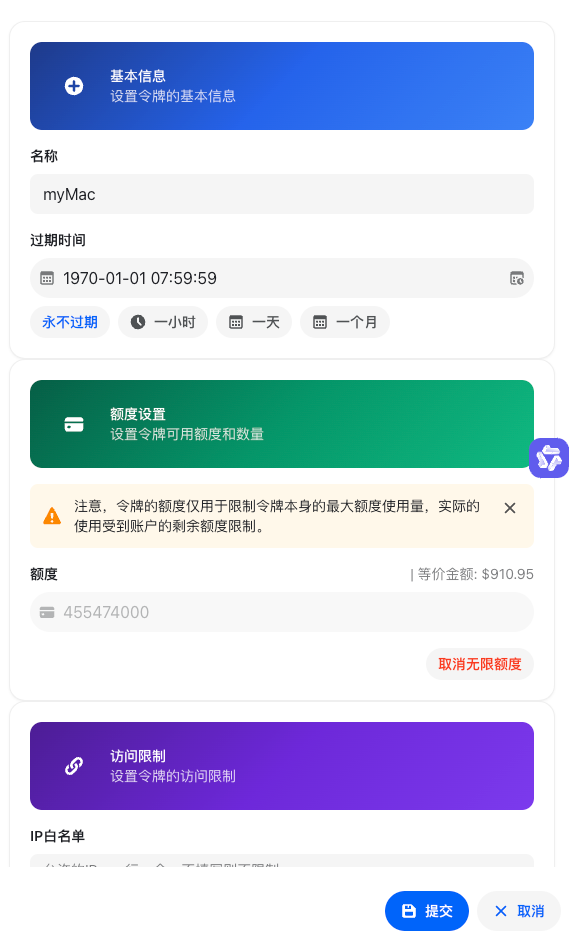 基本信息
设置令牌的基本信息
名称
myMac
过期时间
1970-01-01 07:59:59
永不过期 一小时 一天 一个月
额度设置
设置令牌可用额度和数量
注意，令牌的额度仅用于限制令牌本身的最大额度使用量，实际的
使用受到账户的剩余额度限制。
额度 | 等价金额: $910.95
455474000
取消无限额度
访问限制
设置令牌的访问限制
IP白名单
提交 取消